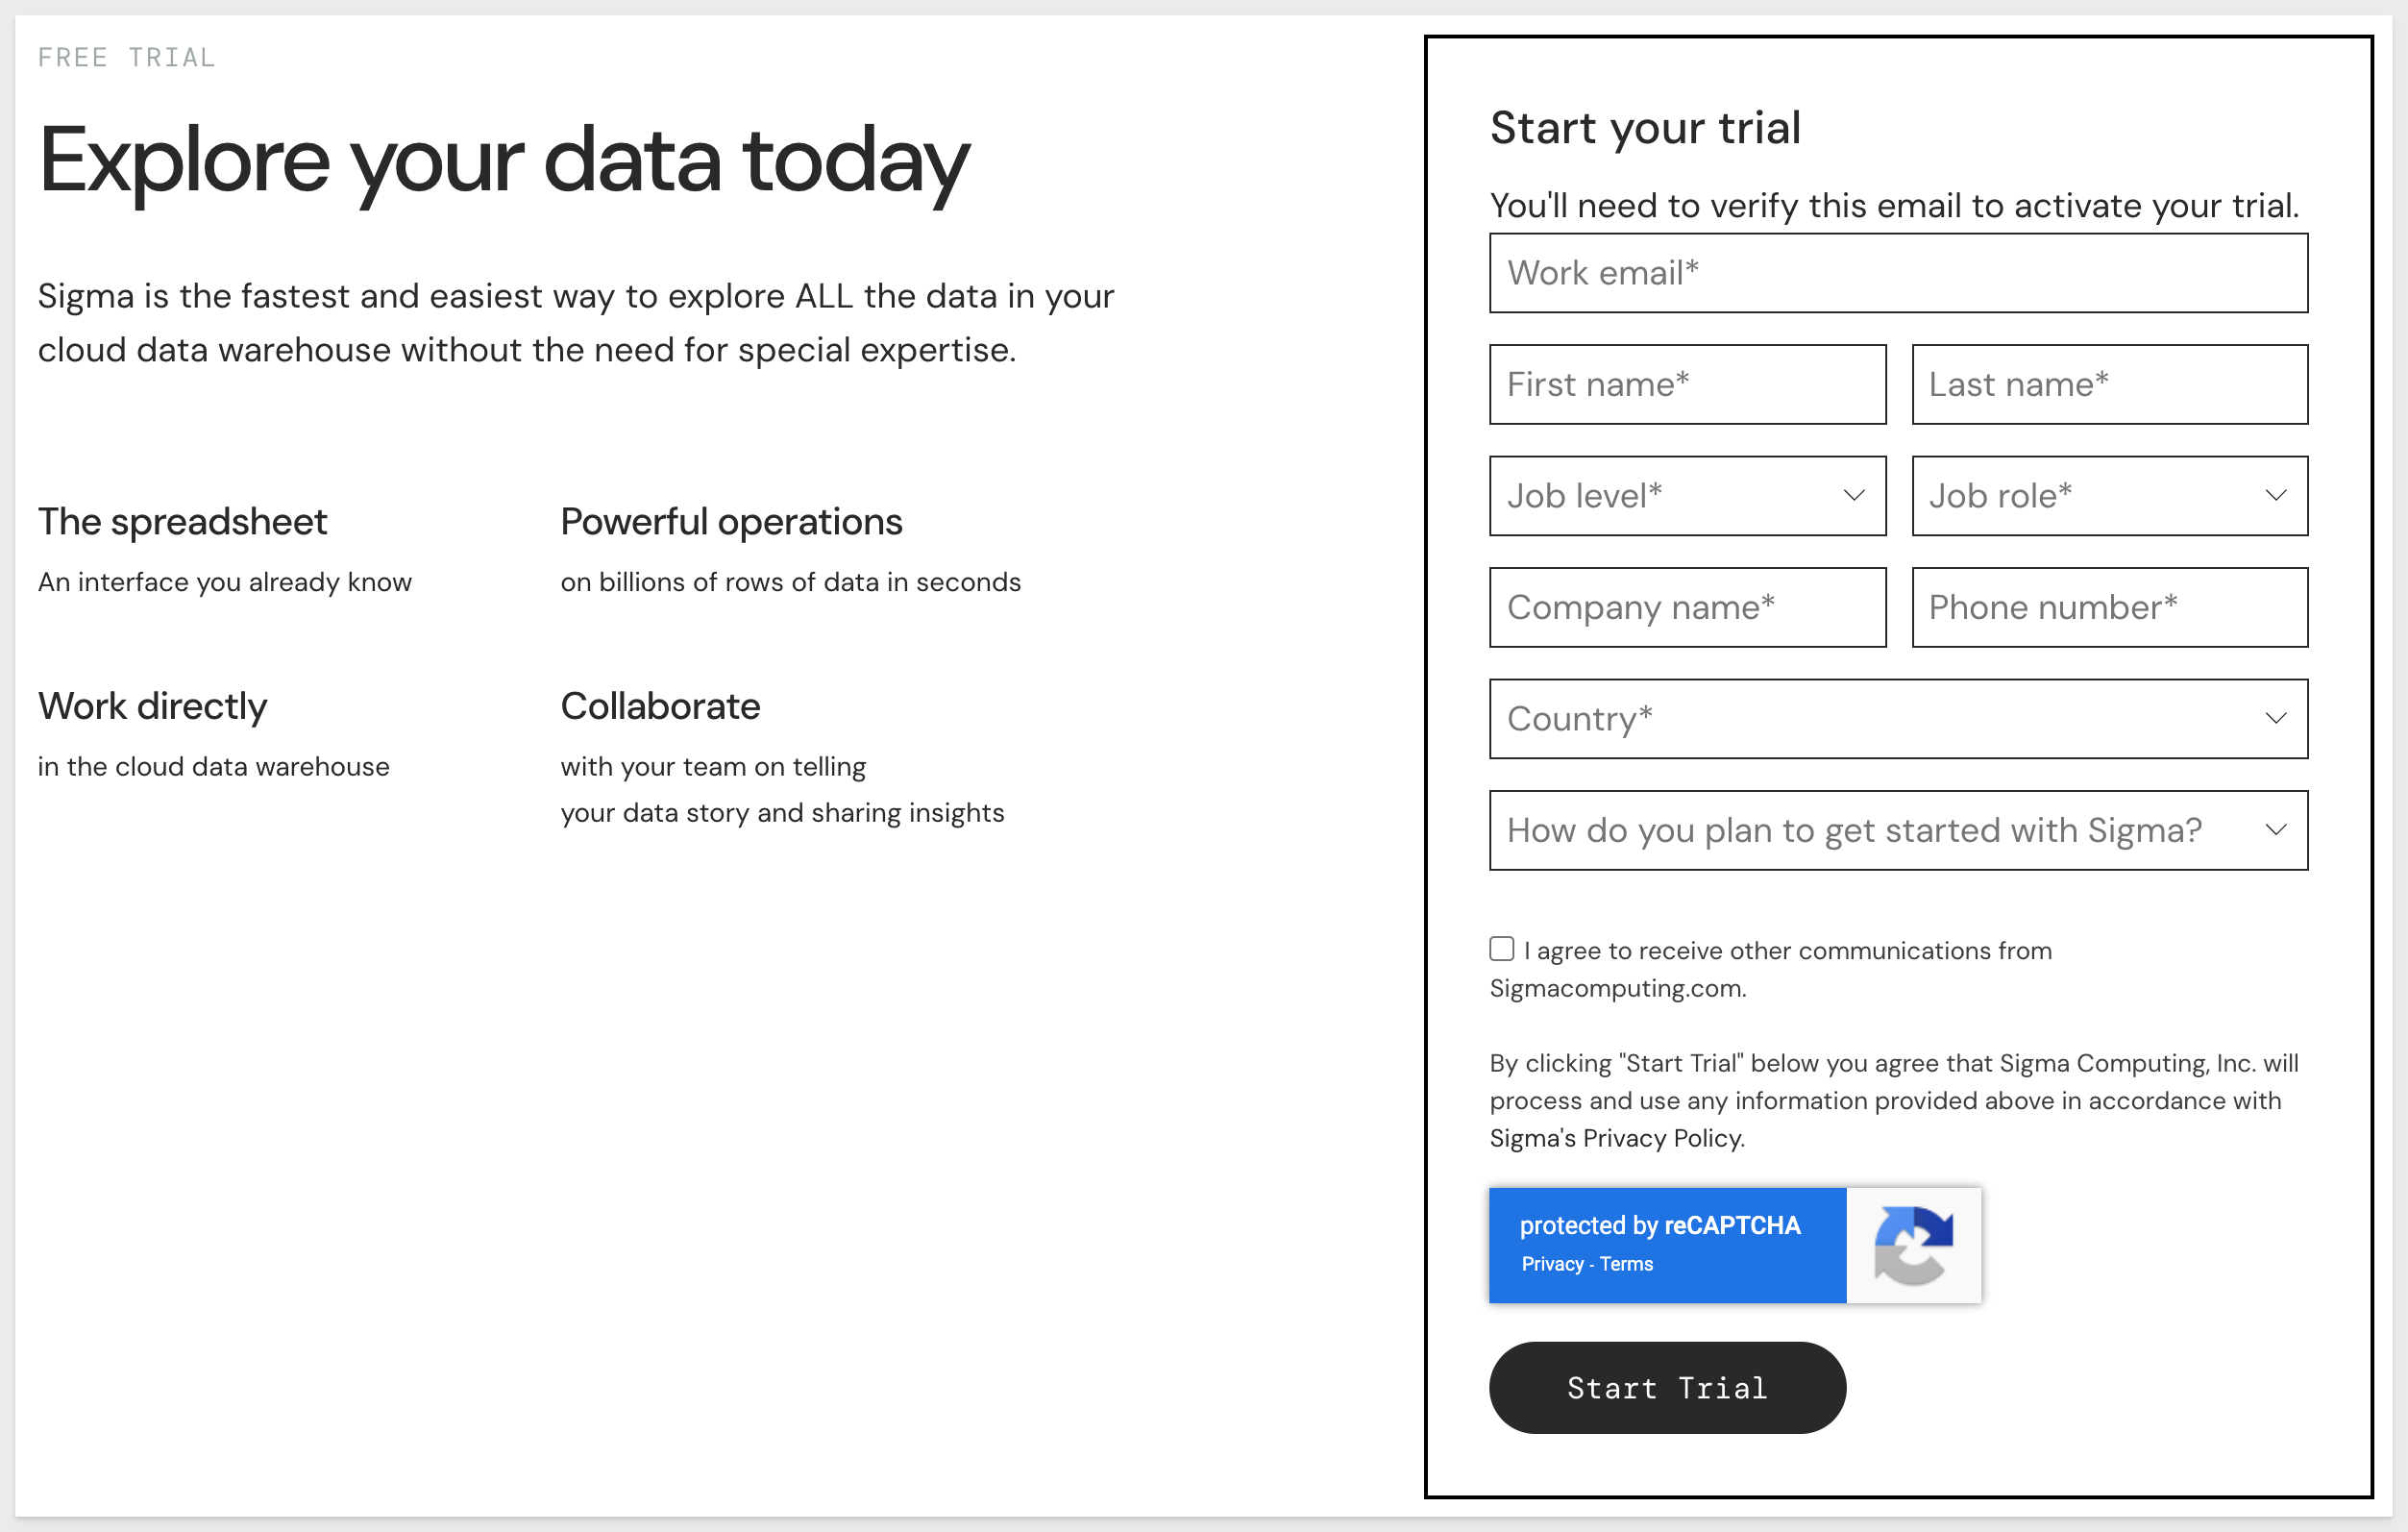 FREE TRIAL
Explore your data today
Sigma is the fastest and easiest way to explore ALL the data in your
cloud data warehouse without the need for special expertise.
The spreadsheet
An interface you already know
Powerful operations
on billions of rows of data in seconds
Work directly
in the cloud data warehouse
Collaborate
with your team on telling
your data story and sharing insights
Start your trial
You'll need to verify this email to activate your trial.
Work email*
First name*
Last name*
Job level*
Job role*
Company name*
Phone number*
Country*
How do you plan to get started with Sigma?
I agree to receive other communications from
Sigmacomputing.com.
By clicking "Start Trial" below you agree that Sigma Computing, Inc. will
process and use any information provided above in accordance with
Sigma's Privacy Policy.
protected by reCAPTCHA
Privacy - Terms
Start Trial